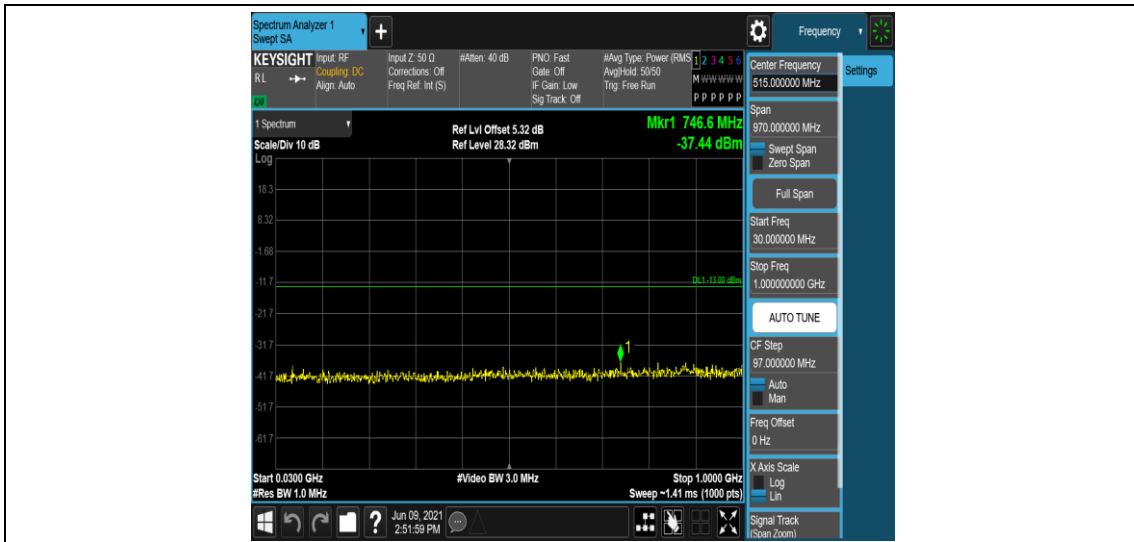 Spectrum Analyzer 1
Swept SA
+
Frequency
KEYSIGHT
R L
LXI
Input: RF
Coupling: DC
Align: Auto
Input Z: 50 Ω
Corrections: Off
Freq Ref: Int (S)
#Atten: 40 dB
PNO: Fast
Gate: Off
IF Gain: Low
Sig Track: Off
#Avg Type: Power (RMS
Avg|Hold: 50/50
Trig: Free Run
1 2 3 4 5 6
M W W W W W
P P P P P P
1 Spectrum
Scale/Div 10 dB
Log
Ref Lvl Offset 5.32 dB
Ref Level 28.32 dBm
Mkr1 746.6 MHz
-37.44 dBm
18.3
8.32
-1.68
-11.7
DL1 -13.00 dBm
-21.7
-31.7
1
-41.7
-51.7
-61.7
Start 0.0300 GHz
#Video BW 3.0 MHz
Stop 1.0000 GHz
#Res BW 1.0 MHz
Sweep ~1.41 ms (1000 pts)
Jun 09, 2021
2:51:59 PM
?
Center Frequency
515.000000 MHz
Settings
Span
970.000000 MHz
Swept Span
Zero Span
Full Span
Start Freq
30.000000 MHz
Stop Freq
1.000000000 GHz
AUTO TUNE
CF Step
97.000000 MHz
Auto
Man
Freq Offset
0 Hz
X Axis Scale
Log
Lin
Signal Track
(Span Zoom)